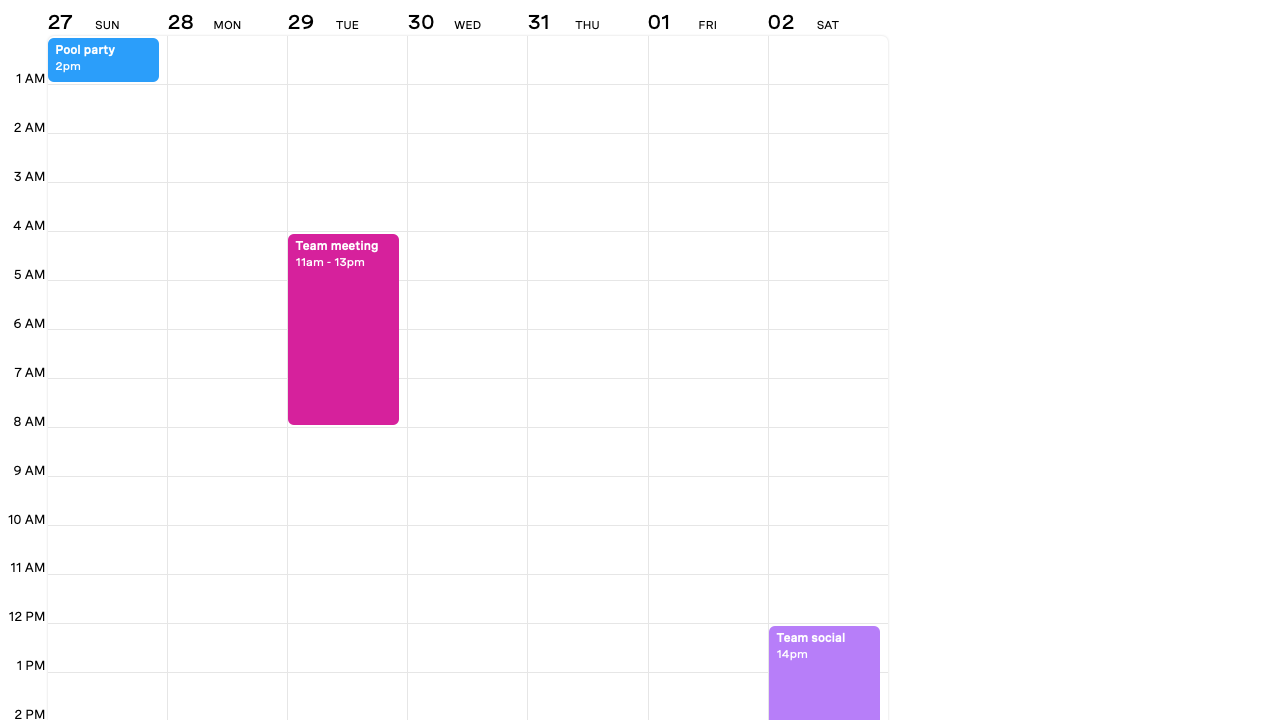 27 SUN 28 MON 29 TUE 30 WED 31 THU 01 FRI 02 SAT
Pool party
2pm
1 AM
2 AM
3 AM
4 AM
Team meeting
11am - 13pm
5 AM
6 AM
7 AM
8 AM
9 AM
10 AM
11 AM
12 PM
Team social
14pm
1 PM
2 PM